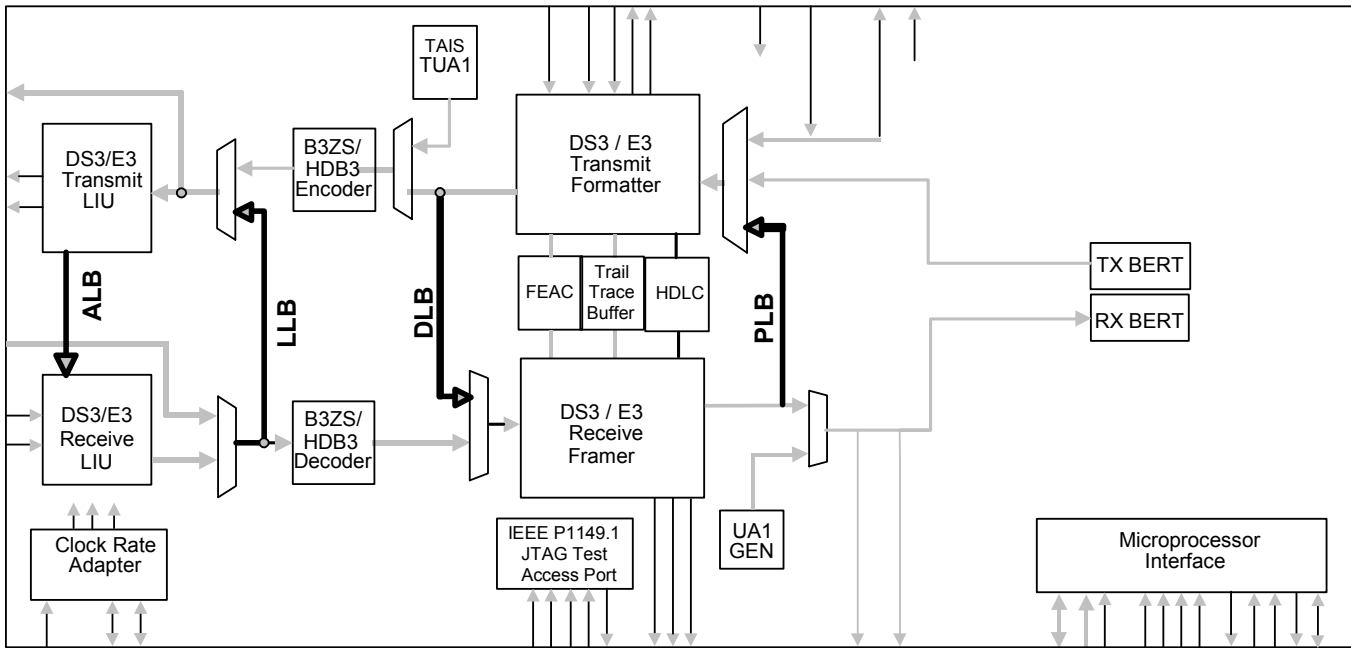 TAIS
TUA1
DS3/E3
Transmit
LIU
B3ZS/
HDB3
Encoder
DS3 / E3
Transmit
Formatter
ALB
LLB
DLB
FEAC
Trail
Trace
Buffer
HDLC
PLB
TX BERT
RX BERT
DS3/E3
Receive
LIU
B3ZS/
HDB3
Decoder
DS3 / E3
Receive
Framer
Clock Rate
Adapter
IEEE P1149.1
JTAG Test
Access Port
UA1
GEN
Microprocessor
Interface